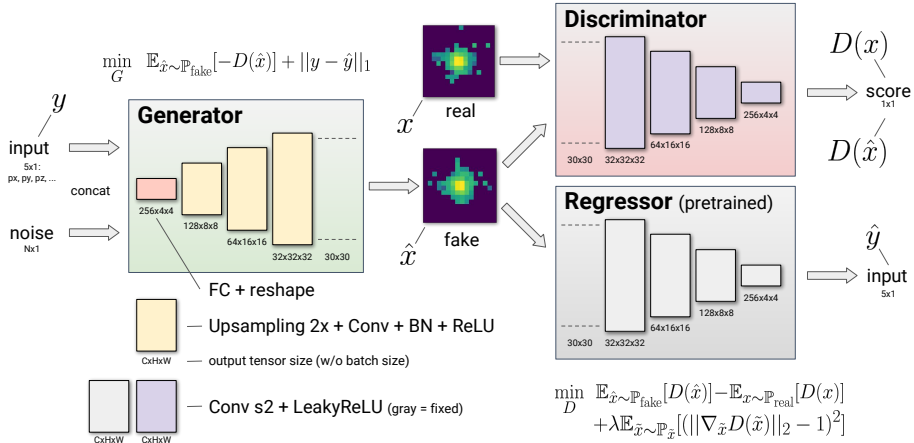 min_G 𝔼_{x̂∼ℙ_fake}[−D(x̂)] + ||y − ŷ||_1
y
input
5x1:
px, py, pz, ...
concat
noise
Nx1
Generator
256x4x4
128x8x8
64x16x16
32x32x32
30x30
FC + reshape
Upsampling 2x + Conv + BN + ReLU
CxHxW
output tensor size (w/o batch size)
Conv s2 + LeakyReLU (gray = fixed)
CxHxW
CxHxW
x
real
x̂
fake
Discriminator
30x30
32x32x32
64x16x16
128x8x8
256x4x4
D(x)
score
1x1
D(x̂)
Regressor (pretrained)
30x30
32x32x32
64x16x16
128x8x8
256x4x4
ŷ
input
5x1
min_D 𝔼_{x̂∼ℙ_fake}[D(x̂)]−𝔼_{x∼ℙ_real}[D(x)]
+λ𝔼_{x̃∼ℙ_x̃}[(||∇_x̃ D(x̃)||_2 − 1)^2]